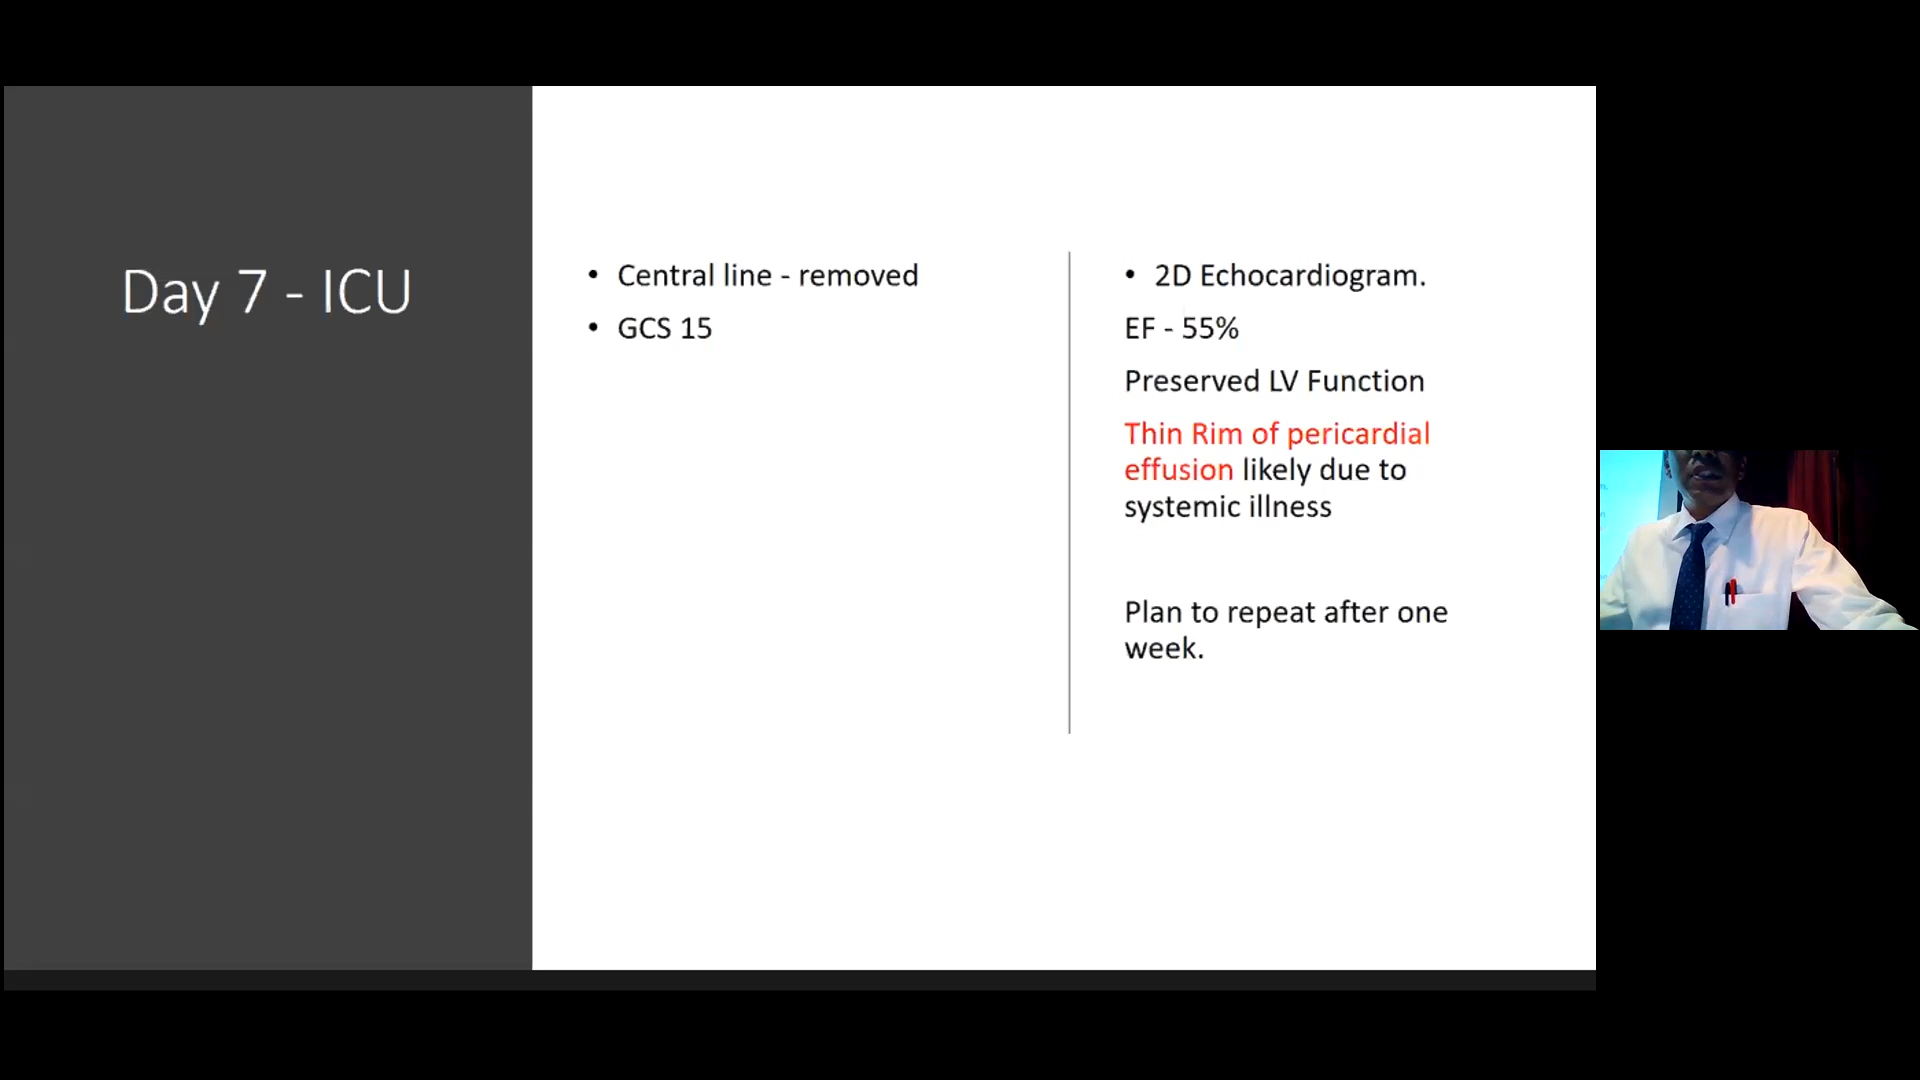 Day 7 - ICU
• Central line - removed
• GCS 15
• 2D Echocardiogram.
EF - 55%
Preserved LV Function
Thin Rim of pericardial
effusion likely due to
systemic illness
Plan to repeat after one
week.